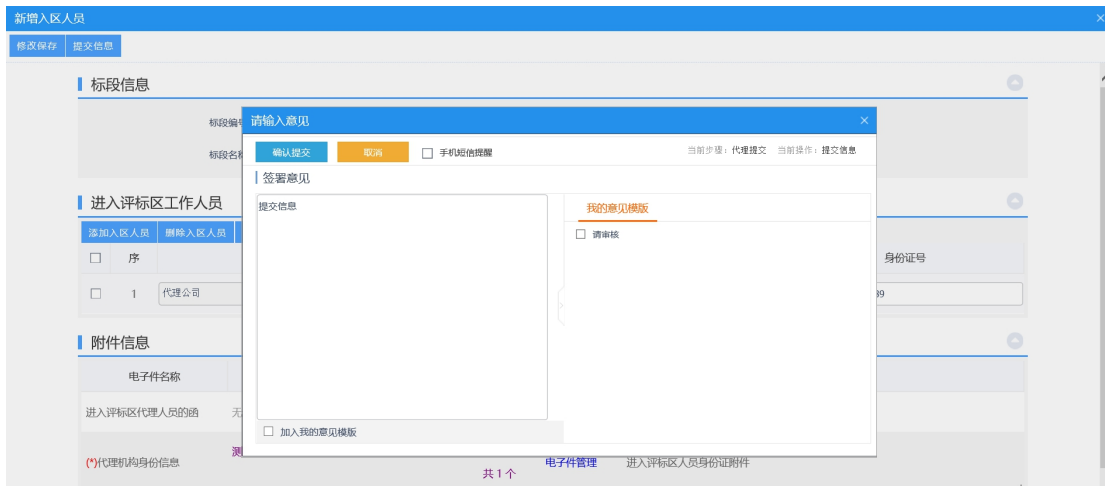 新增入区人员
修改保存 提交信息
标段信息
标段编号
标段名称
请输入意见
确认提交 取消 手机短信提醒 当前步骤：代理提交 当前操作：提交信息
签署意见
提交信息
我的意见模版
请审核
加入我的意见模版
进入评标区工作人员
添加入区人员 删除入区人员
序 身份证号
1 代理公司 39
附件信息
电子件名称
进入评标区代理人员的函 无
(*)代理机构身份信息 测 共1个 电子件管理 进入评标区人员身份证附件